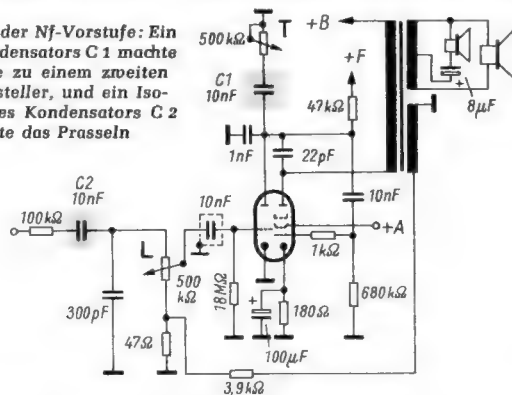 der Nf-Vorstufe: Ein
densators C 1 machte
e zu einem zweiten
steller, und ein Iso-
es Kondensators C 2
te das Prasseln
T
500kΩ
C1
10nF
+B
+F
8µF
+
47kΩ
1nF
22pF
C2
10nF
10nF
10nF
100kΩ
L
+A
1kΩ
500
kΩ
300pF
18MΩ
+
180Ω
680kΩ
47Ω
100µF
3,9kΩ